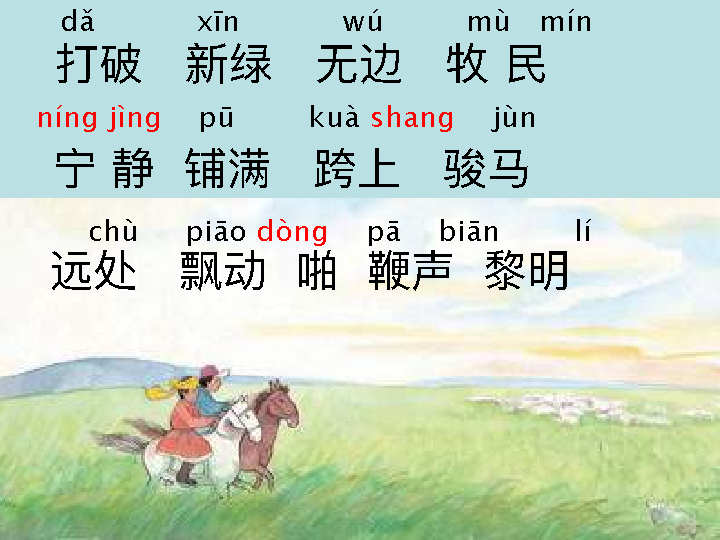 dǎ xīn wú mù mín
打破 新绿 无边 牧 民
níng jìng pū kuà shang jùn
宁 静 铺满 跨上 骏马
chù piāo dòng pā biān lí
远处 飘动 啪 鞭声 黎明